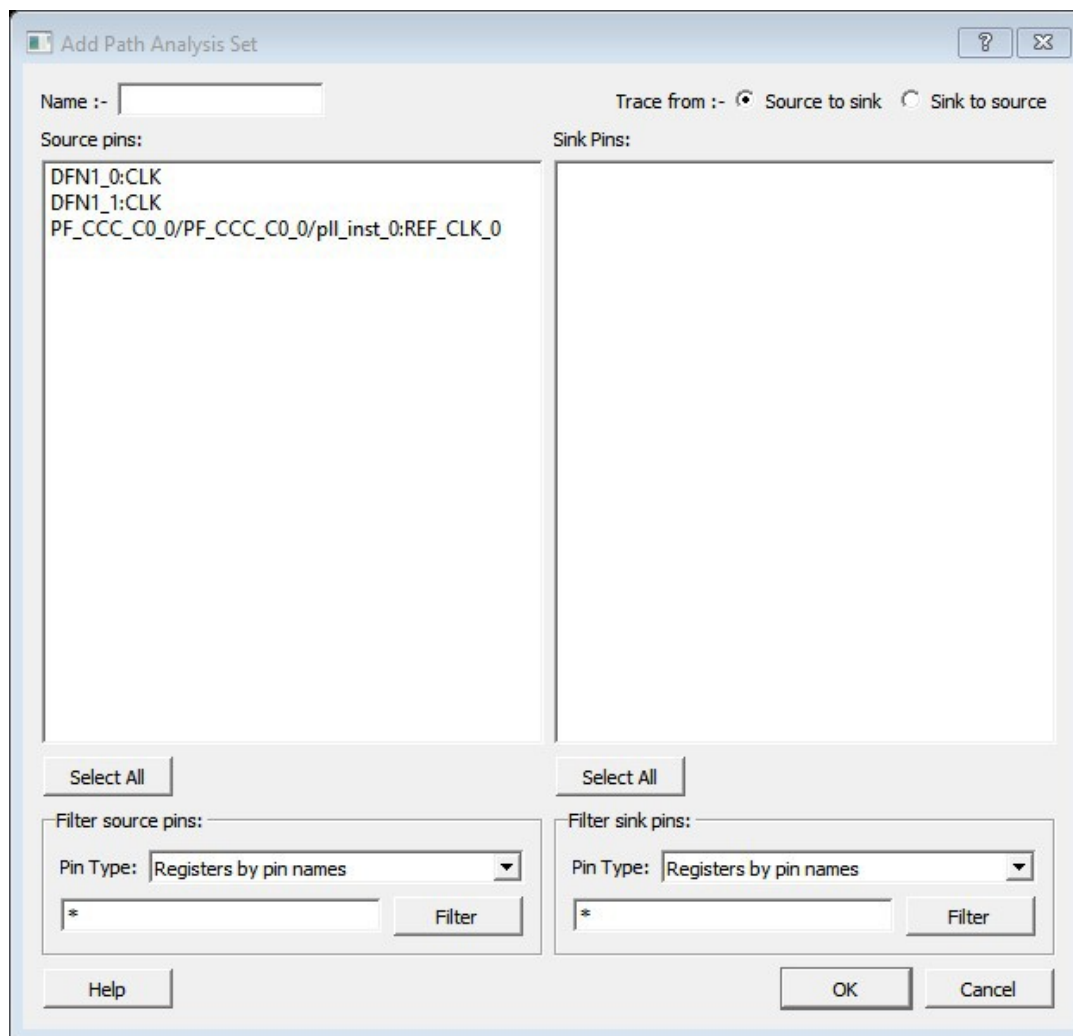 Add Path Analysis Set
Name :-
Trace from :- Source to sink Sink to source
Source pins:
Sink Pins:
DFN1_0:CLK
DFN1_1:CLK
PF_CCC_C0_0/PF_CCC_C0_0/pll_inst_0:REF_CLK_0
Select All
Select All
Filter source pins:
Pin Type: Registers by pin names
* Filter
Filter sink pins:
Pin Type: Registers by pin names
* Filter
Help
OK
Cancel